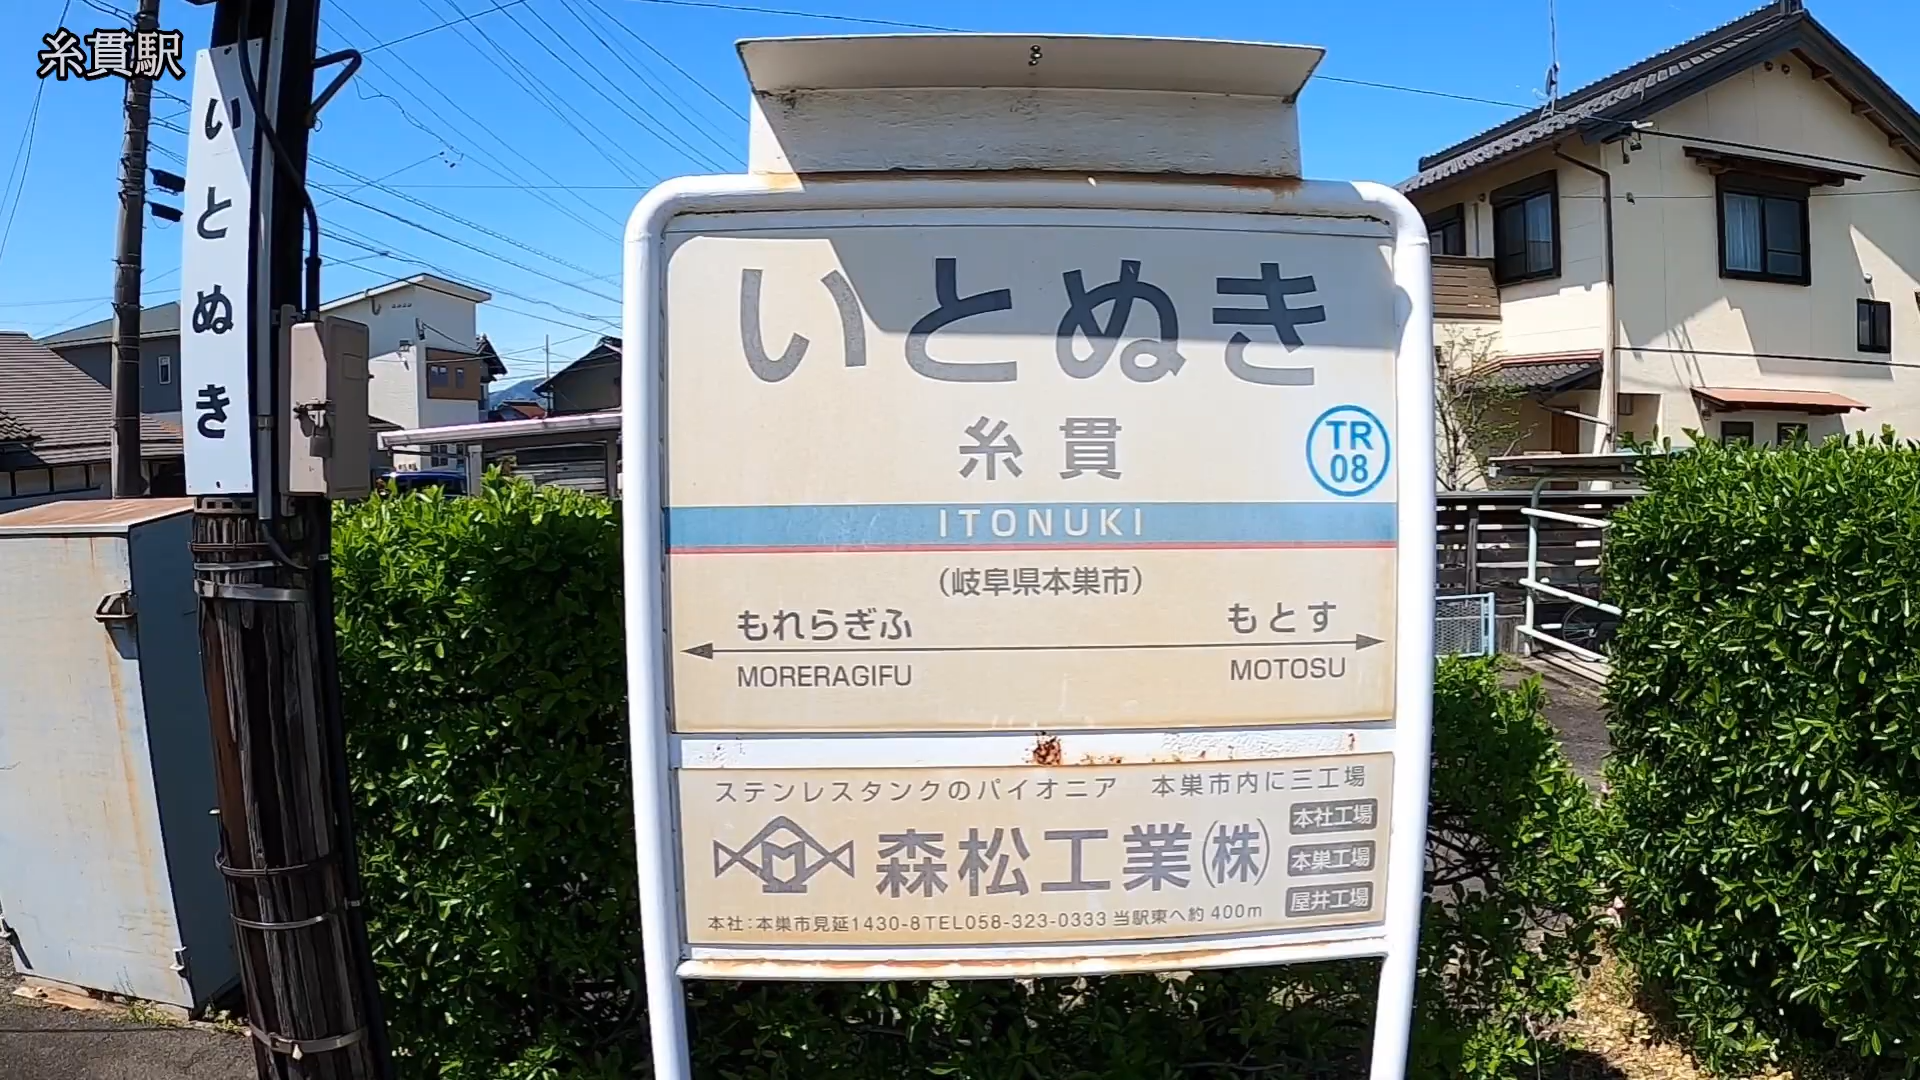 糸貫駅
いとぬき
いとぬき
糸貫
TR
08
ITONUKI
(岐阜県本巣市)
もれらぎふ
もとす
MORERAGIFU
MOTOSU
ステンレスタンクのパイオニア 本巣市内に三工場
森松工業(株)
本社工場
本巣工場
屋井工場
本社:本巣市見延1430-8 TEL058-323-0333 当駅東へ約400m